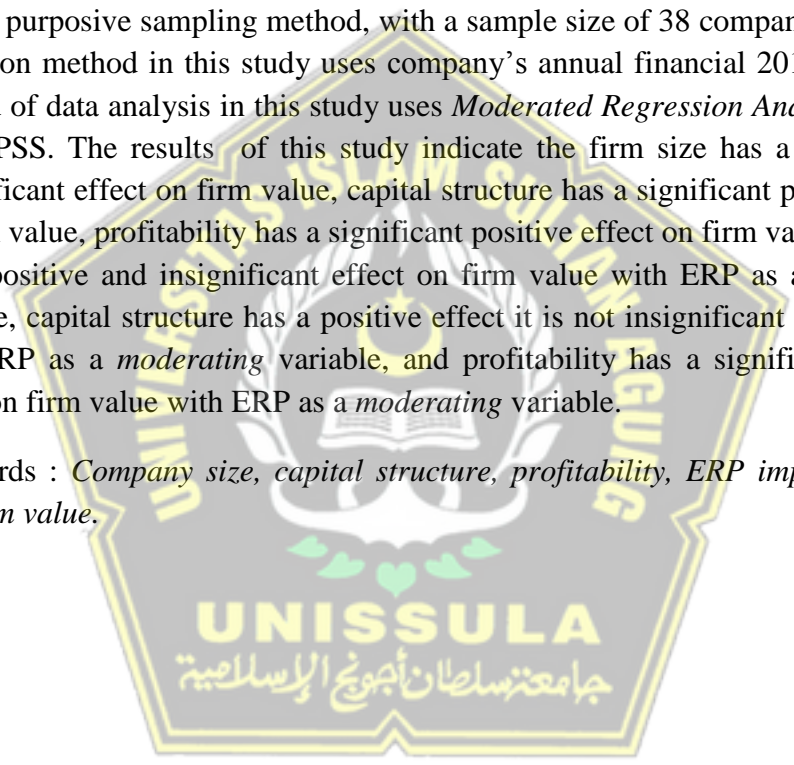 purposive sampling method, with a sample size of 38 compan
on method in this study uses company's annual financial 201
of data analysis in this study uses Moderated Regression Ana
PSS. The results of this study indicate the firm size has a
ficant effect on firm value, capital structure has a significant p
value, profitability has a significant positive effect on firm va
positive and insignificant effect on firm value with ERP as a
e, capital structure has a positive effect it is not insignificant
RP as a moderating variable, and profitability has a signifi
on firm value with ERP as a moderating variable.
rds : Company size, capital structure, profitability, ERP imp
m value.
UNIVERSITAS ISLAM SULTAN AGUNG
UNISSULA
جامعتسلطان أجونج الإسلامية